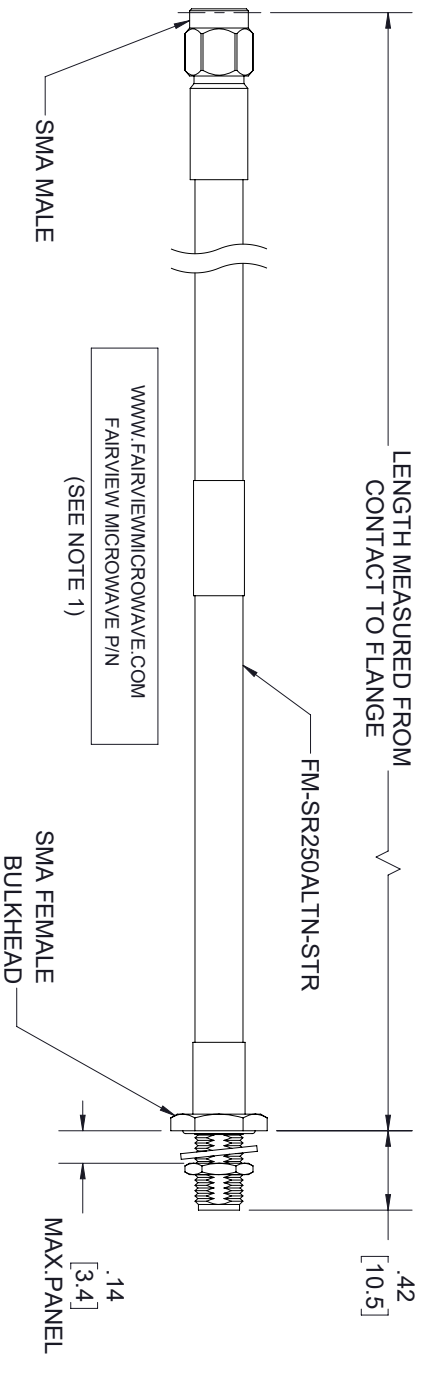 LENGTH MEASURED FROM
CONTACT TO FLANGE
.42
[10.5]
SMA MALE
FM-SR250ALTN-STR
WWW.FAIRVIEWMICROWAVE.COM
FAIRVIEW MICROWAVE P/N
(SEE NOTE 1)
SMA FEMALE
BULKHEAD
.14
[3.4]
MAX.PANEL